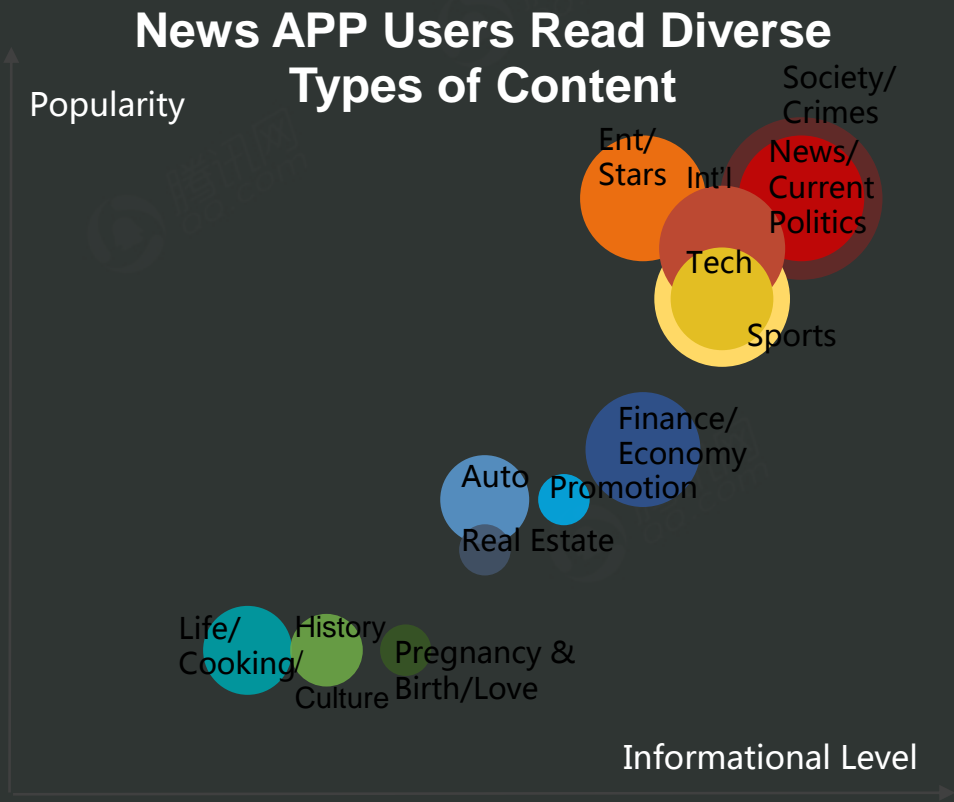 News APP Users Read Diverse
Types of Content
Popularity
Society/
Crimes
Ent/
Stars
Int'l
News/
Current
Politics
Tech
Sports
Finance/
Economy
Auto
Promotion
Real Estate
Life/
Cooking
History
/
Culture
Pregnancy &
Birth/Love
Informational Level